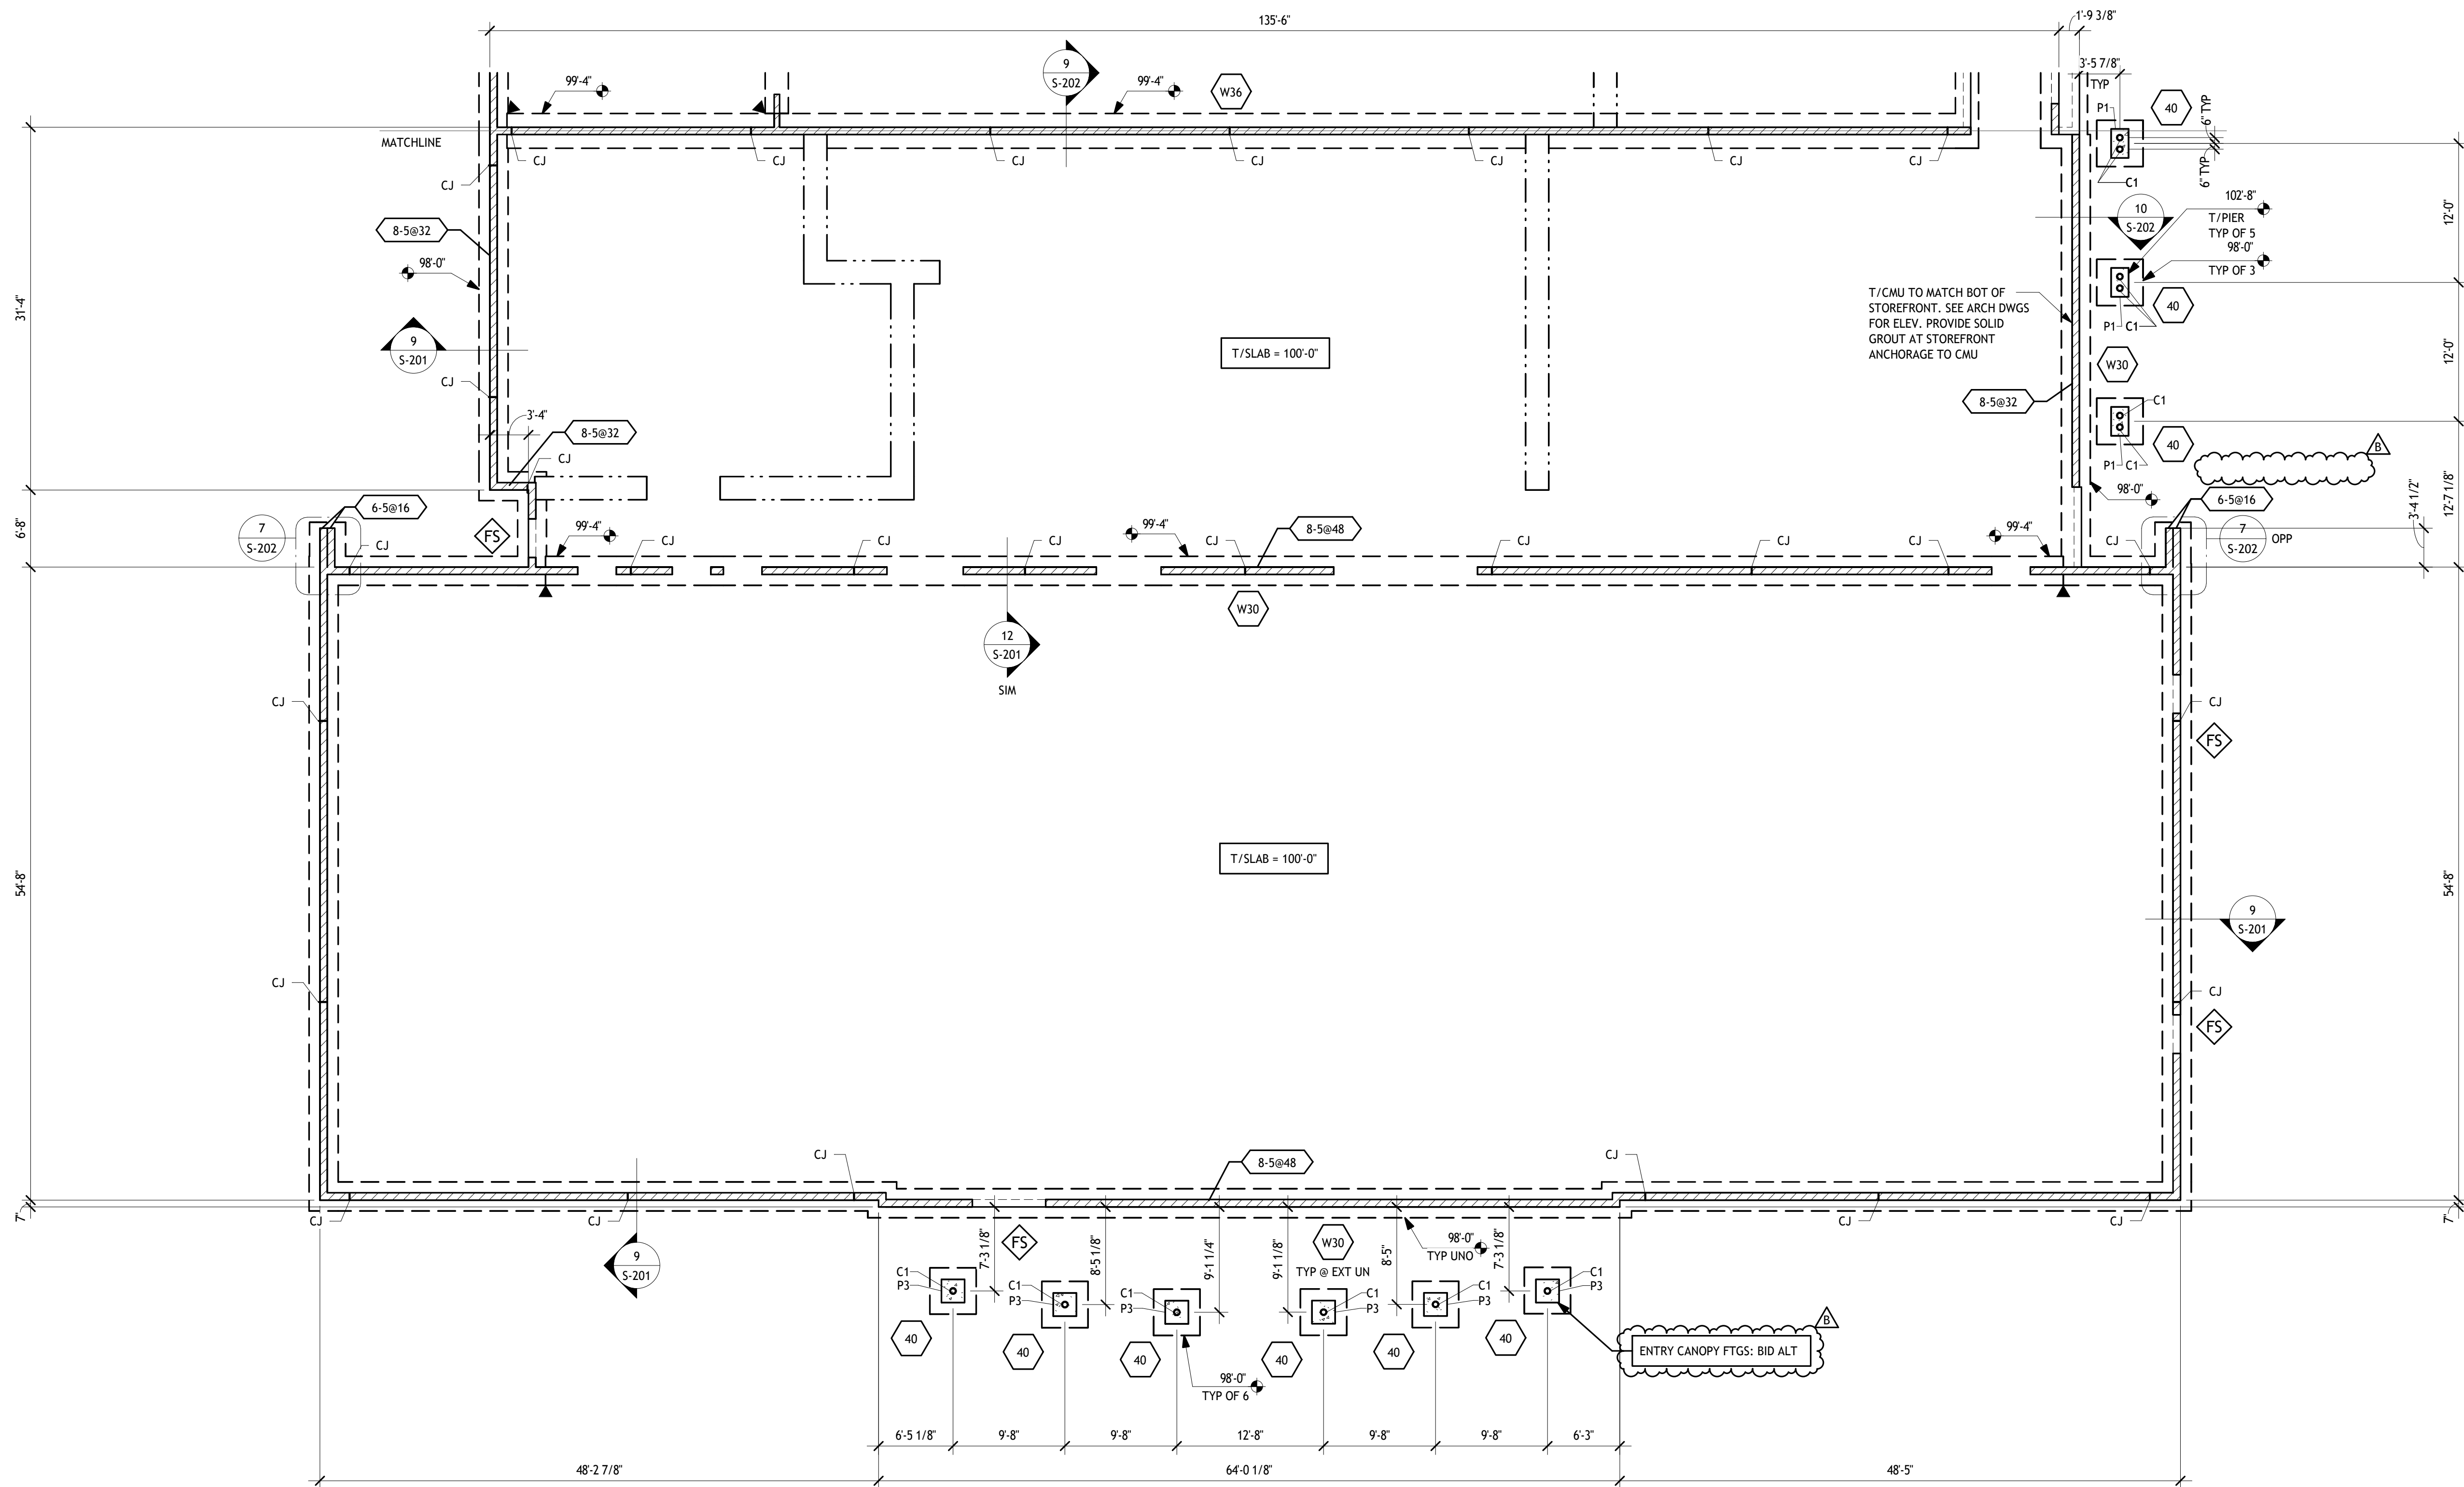 135'-6"
1'-9 3/8"
9
S-202
99'-4"
99'-4"
W36
3'-5 7/8"
TYP
P1
40
6" TYP
MATCHLINE
CJ
CJ
CJ
CJ
CJ
CJ
CJ
CJ
6" TYP
C1
102'-8"
T/PIER
TYP OF 5
10
S-202
12'-0"
8-5@32
98'-0"
98'-0"
TYP OF 3
31'-4"
T/CMU TO MATCH BOT OF
STOREFRONT. SEE ARCH DWGS
FOR ELEV. PROVIDE SOLID
GROUT AT STOREFRONT
ANCHORAGE TO CMU
40
P1
C1
9
S-201
T/SLAB = 100'-0"
12'-0"
W30
CJ
8-5@32
C1
3'-4"
8-5@32
CJ
40
B
P1
C1
98'-0"
6-5@16
6-5@16
3'-4 1/2"
12'-7 1/8"
6'-8"
7
S-202
FS
99'-4"
99'-4"
8-5@48
99'-4"
7
S-202
OPP
CJ
CJ
CJ
CJ
CJ
CJ
CJ
CJ
CJ
W30
12
S-201
SIM
CJ
CJ
FS
T/SLAB = 100'-0"
54'-8"
54'-8"
9
S-201
CJ
CJ
FS
CJ
8-5@48
CJ
7"
CJ
CJ
CJ
CJ
7"
9
S-201
FS
7'-3 1/8"
8'-5 1/8"
9'-1 1/4"
9'-1 1/8"
W30
TYP @ EXT UN
8'-5"
98'-0"
TYP UNO
7'-3 1/8"
C1
P3
C1
P3
C1
P3
C1
P3
C1
P3
C1
P3
40
40
40
40
40
40
B
ENTRY CANOPY FTGS: BID ALT
98'-0"
TYP OF 6
6'-5 1/8"
9'-8"
9'-8"
12'-8"
9'-8"
9'-8"
6'-3"
48'-2 7/8"
64'-0 1/8"
48'-5"